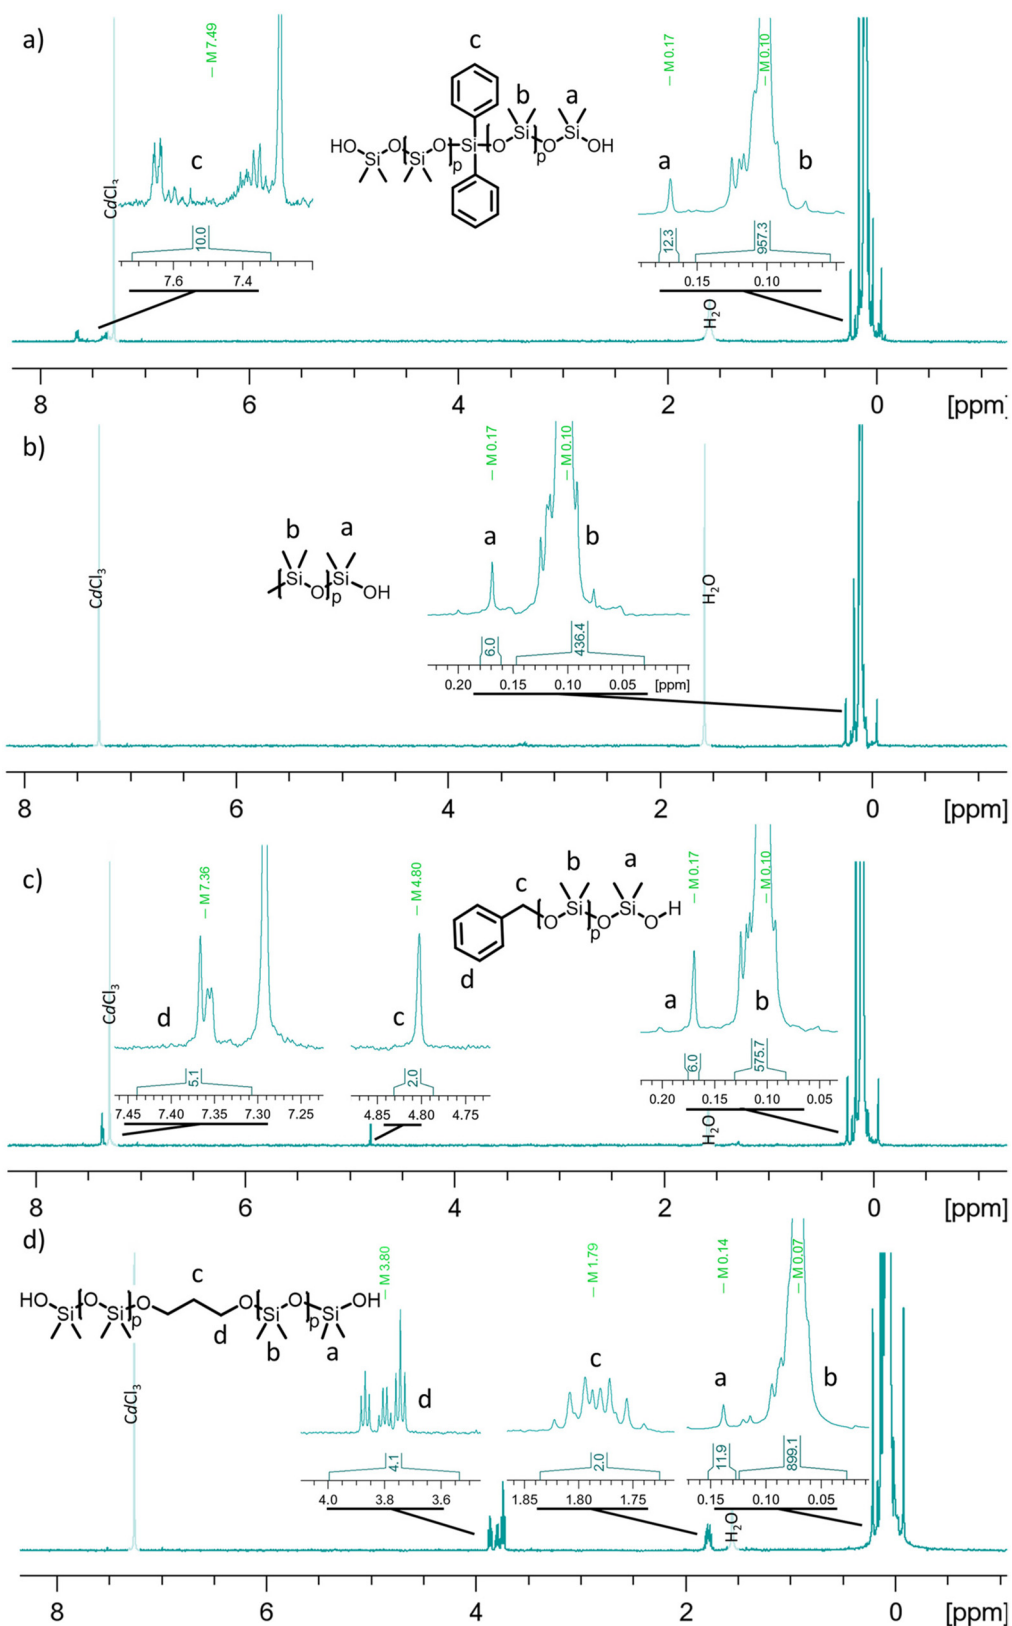 a)
– M 7.49
c
CdCl3
10.0
7.6 7.4
c
b a
HO Si O ( Si O )p Si ( O Si )p O Si OH
– M 0.17 – M 0.10
a b
12.3 957.3
0.15 0.10
H2O
8 6 4 2 0 [ppm]
b)
CdCl3
b a
( Si O )p Si OH
– M 0.17 – M 0.10
a b
6.0 436.4
0.20 0.15 0.10 0.05 [ppm]
H2O
8 6 4 2 0 [ppm]
c)
CdCl3
– M 7.36
d
5.1
7.45 7.40 7.35 7.30 7.25
– M 4.80
c
2.0
4.85 4.80 4.75
c b a
( O Si )p O Si O H
d
– M 0.17 – M 0.10
a b
6.0 575.7
0.20 0.15 0.10 0.05
H2O
8 6 4 2 0 [ppm]
d)
HO Si ( O Si )p O c O ( Si O )p Si OH
d b a
CdCl3
– M 3.80
d
4.1
4.0 3.8 3.6
– M 1.79
c
2.0
1.85 1.80 1.75
– M 0.14 – M 0.07
a b
11.9 899.1
0.15 0.10 0.05
H2O
8 6 4 2 0 [ppm]